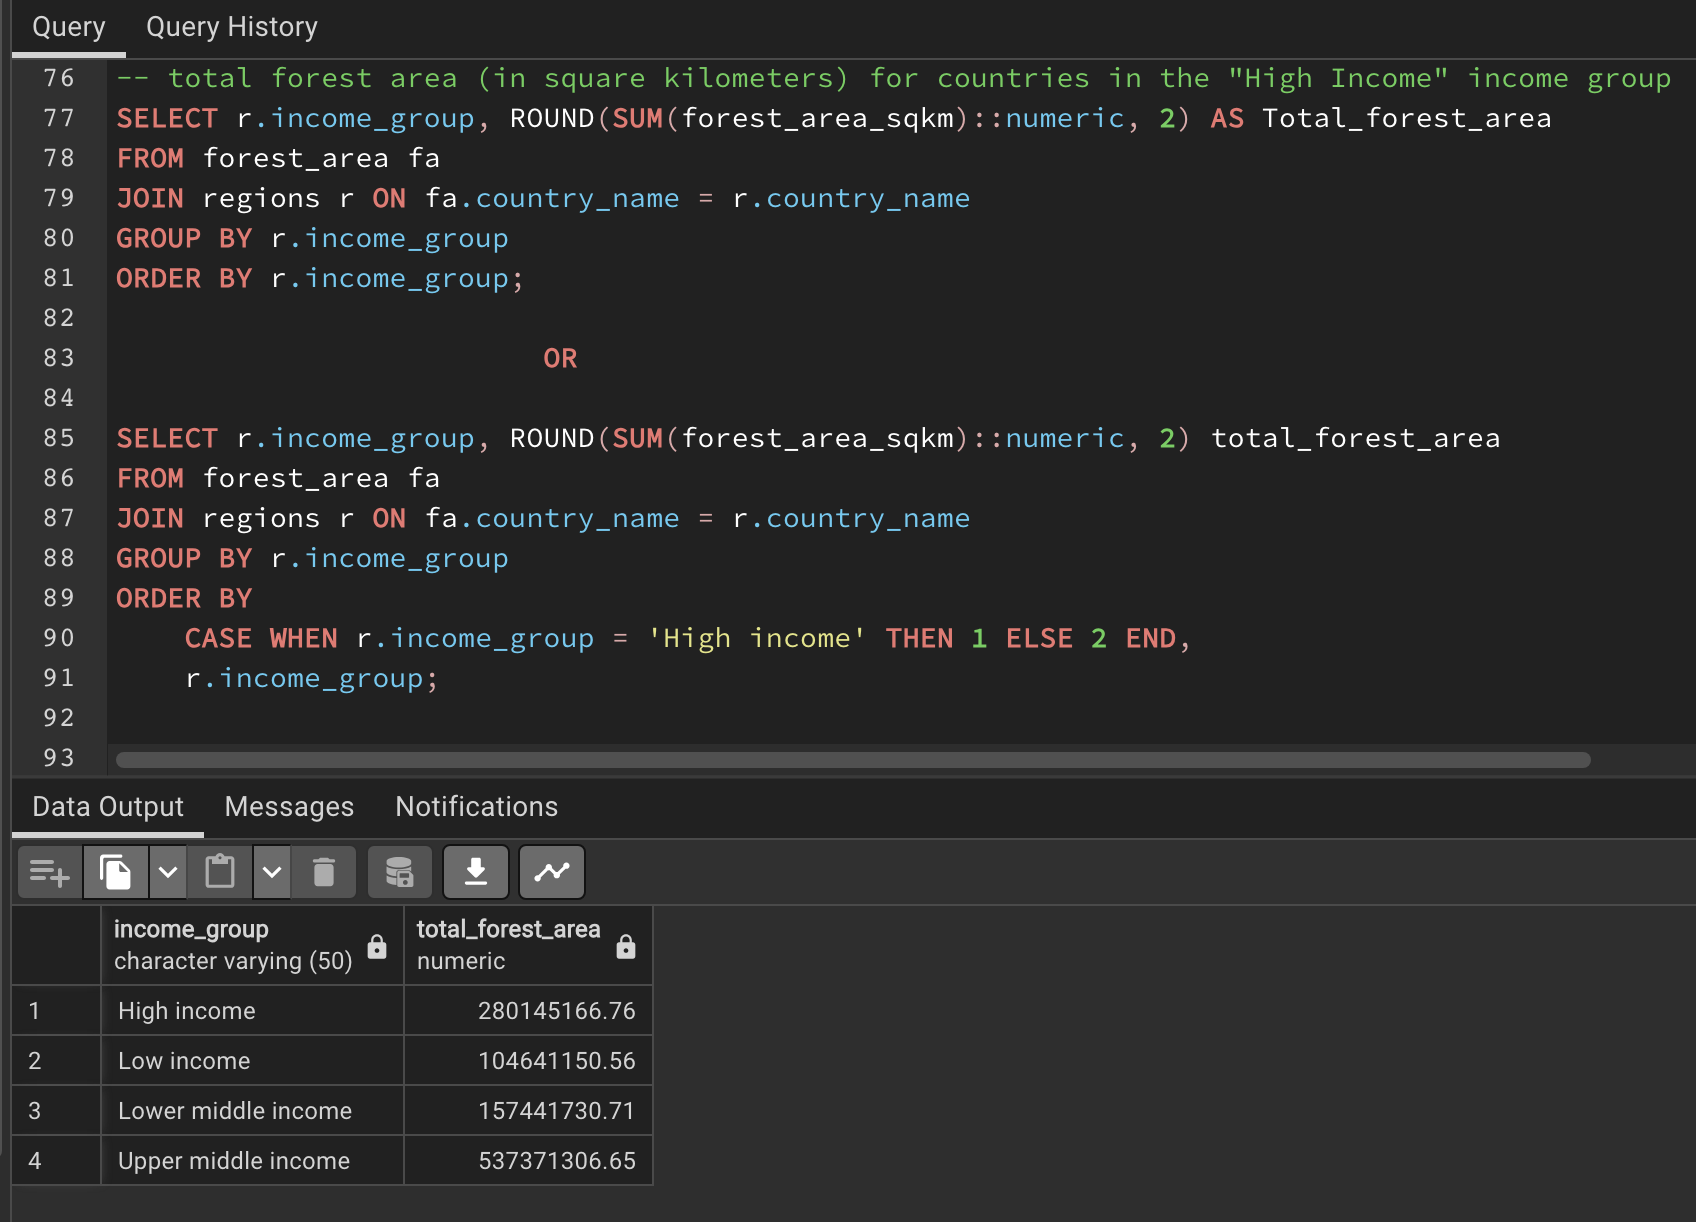 Query Query History
76 -- total forest area (in square kilometers) for countries in the "High Income" income group
77 SELECT r.income_group, ROUND(SUM(forest_area_sqkm)::numeric, 2) AS Total_forest_area
78 FROM forest_area fa
79 JOIN regions r ON fa.country_name = r.country_name
80 GROUP BY r.income_group
81 ORDER BY r.income_group;
82
83 OR
84
85 SELECT r.income_group, ROUND(SUM(forest_area_sqkm)::numeric, 2) total_forest_area
86 FROM forest_area fa
87 JOIN regions r ON fa.country_name = r.country_name
88 GROUP BY r.income_group
89 ORDER BY
90 CASE WHEN r.income_group = 'High income' THEN 1 ELSE 2 END,
91 r.income_group;
92
93
Data Output Messages Notifications
income_group total_forest_area
character varying (50) numeric
1 High income 280145166.76
2 Low income 104641150.56
3 Lower middle income 157441730.71
4 Upper middle income 537371306.65